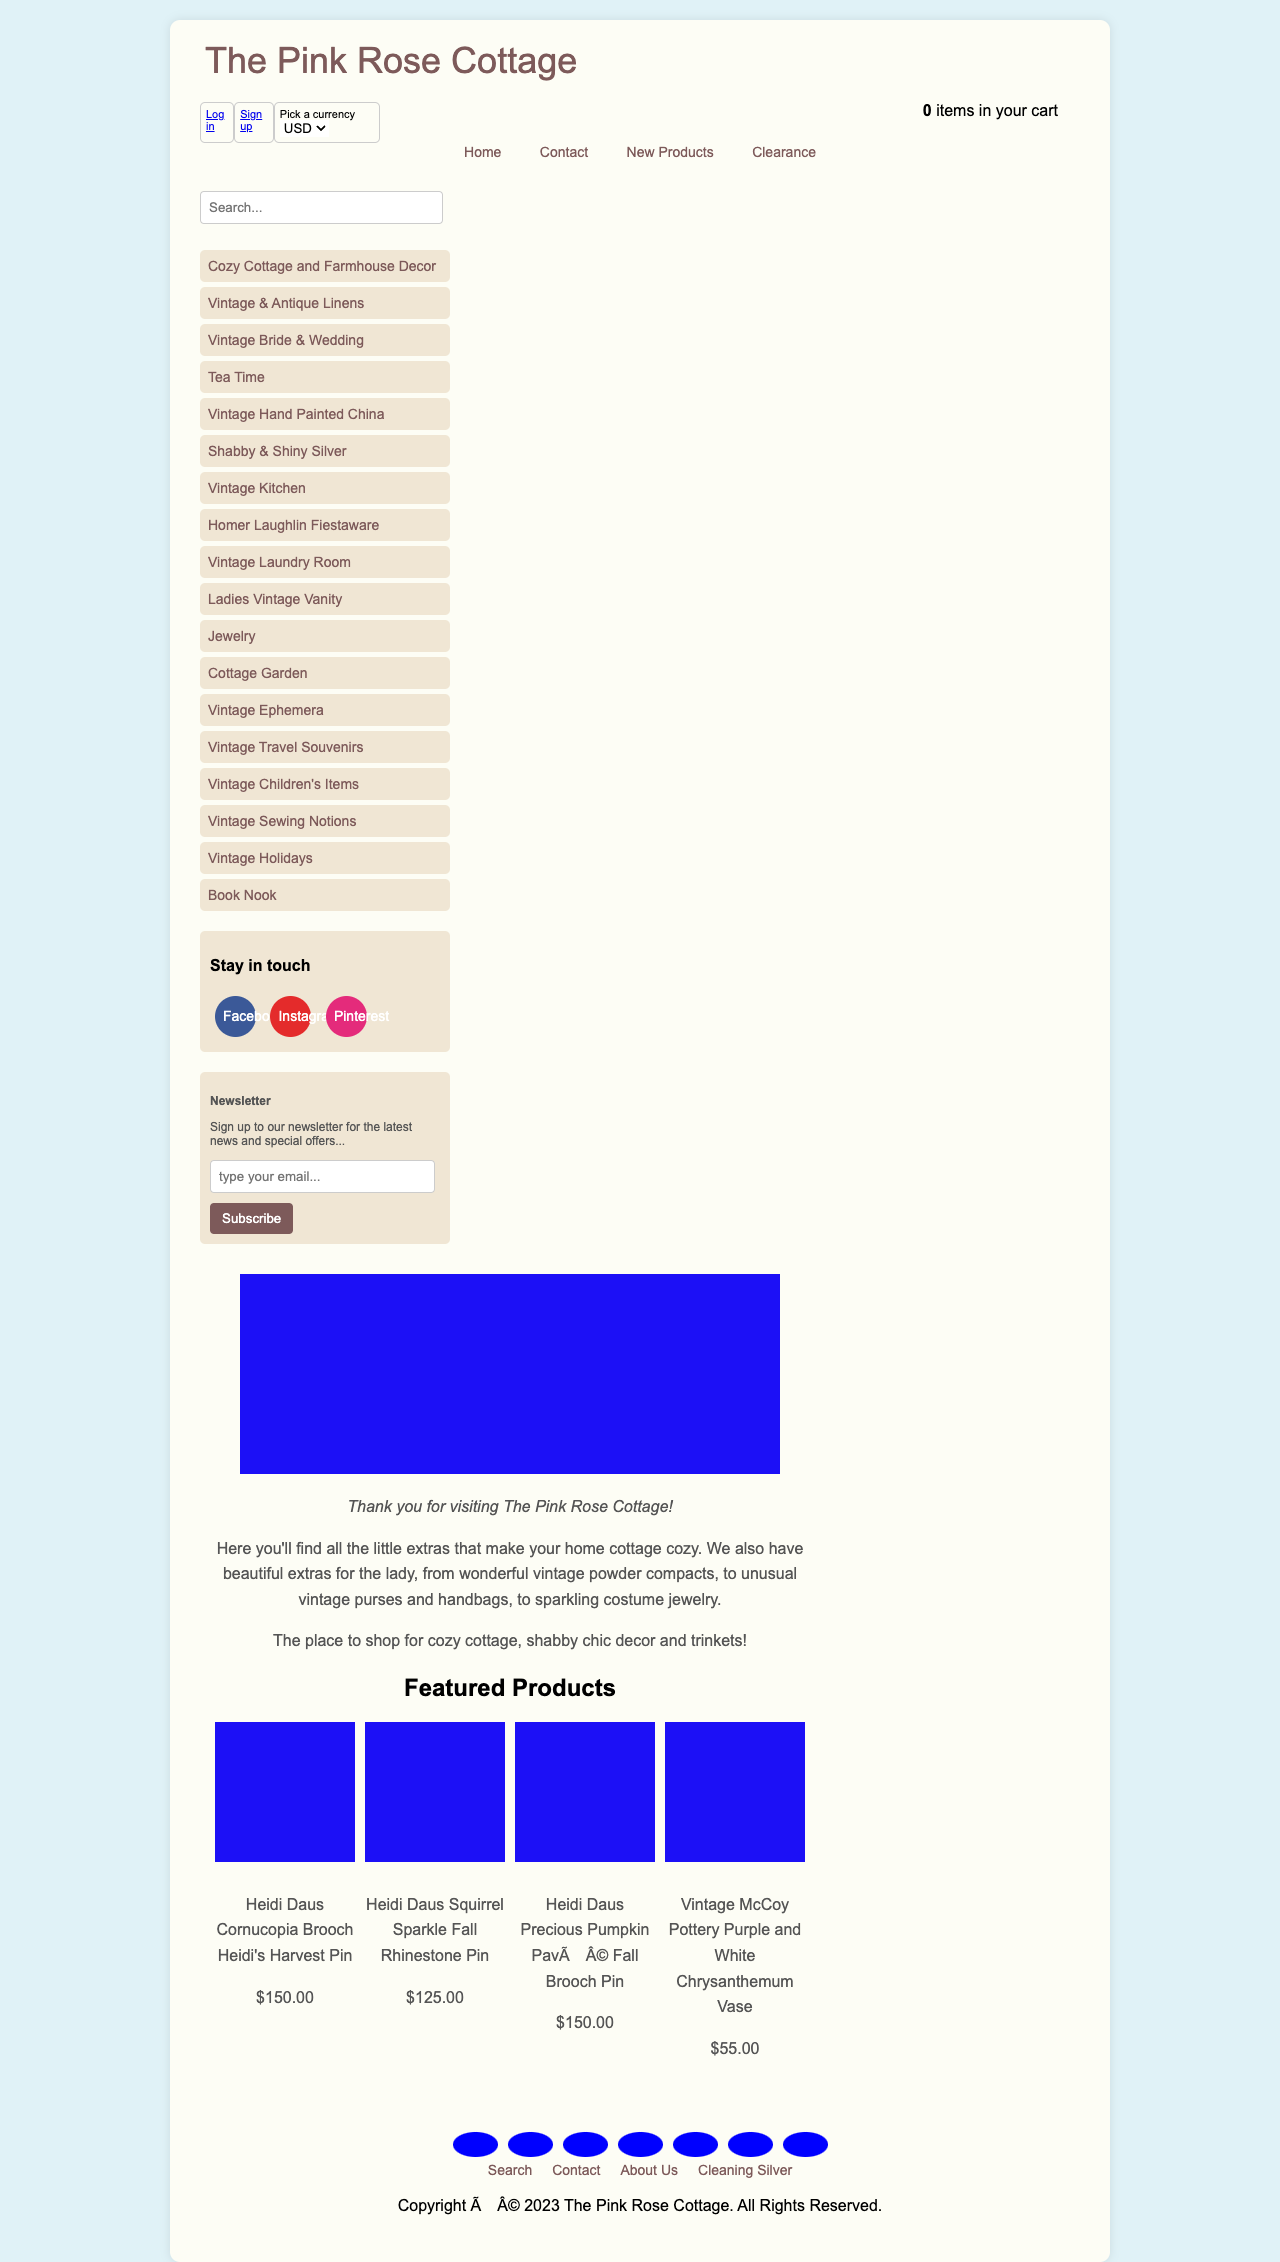 The Pink Rose Cottage
Log
in
Sign
up
Pick a currency
USD
0 items in your cart
Home Contact New Products Clearance
Search...
Cozy Cottage and Farmhouse Decor
Vintage & Antique Linens
Vintage Bride & Wedding
Tea Time
Vintage Hand Painted China
Shabby & Shiny Silver
Vintage Kitchen
Homer Laughlin Fiestaware
Vintage Laundry Room
Ladies Vintage Vanity
Jewelry
Cottage Garden
Vintage Ephemera
Vintage Travel Souvenirs
Vintage Children's Items
Vintage Sewing Notions
Vintage Holidays
Book Nook
Stay in touch
Pinterest
Newsletter
Sign up to our newsletter for the latest
news and special offers...
type your email...
Subscribe
Thank you for visiting The Pink Rose Cottage!
Here you'll find all the little extras that make your home cottage cozy. We also have
beautiful extras for the lady, from wonderful vintage powder compacts, to unusual
vintage purses and handbags, to sparkling costume jewelry.
The place to shop for cozy cottage, shabby chic decor and trinkets!
Featured Products
Heidi Daus
Cornucopia Brooch
Heidi's Harvest Pin
$150.00
Heidi Daus Squirrel
Sparkle Fall
Rhinestone Pin
$125.00
Heidi Daus
Precious Pumpkin
PavÃ Â© Fall
Brooch Pin
$150.00
Vintage McCoy
Pottery Purple and
White
Chrysanthemum
Vase
$55.00
Search Contact About Us Cleaning Silver
Copyright Ã Â© 2023 The Pink Rose Cottage. All Rights Reserved.